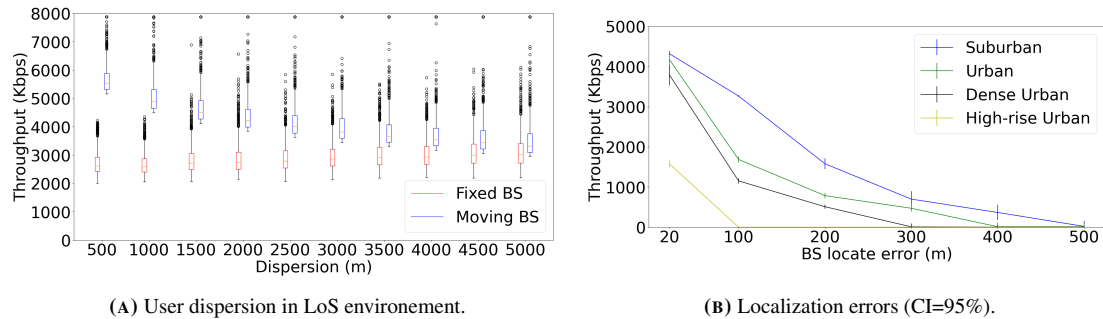 8000
7000
6000
5000
4000
3000
2000
1000
0
Throughput (Kbps)
Fixed BS
Moving BS
500 1000 1500 2000 2500 3000 3500 4000 4500 5000
Dispersion (m)
(A) User dispersion in LoS environement.
5000
4000
3000
2000
1000
0
Throughput (Kbps)
Suburban
Urban
Dense Urban
High-rise Urban
20 100 200 300 400 500
BS locate error (m)
(B) Localization errors (CI=95%).